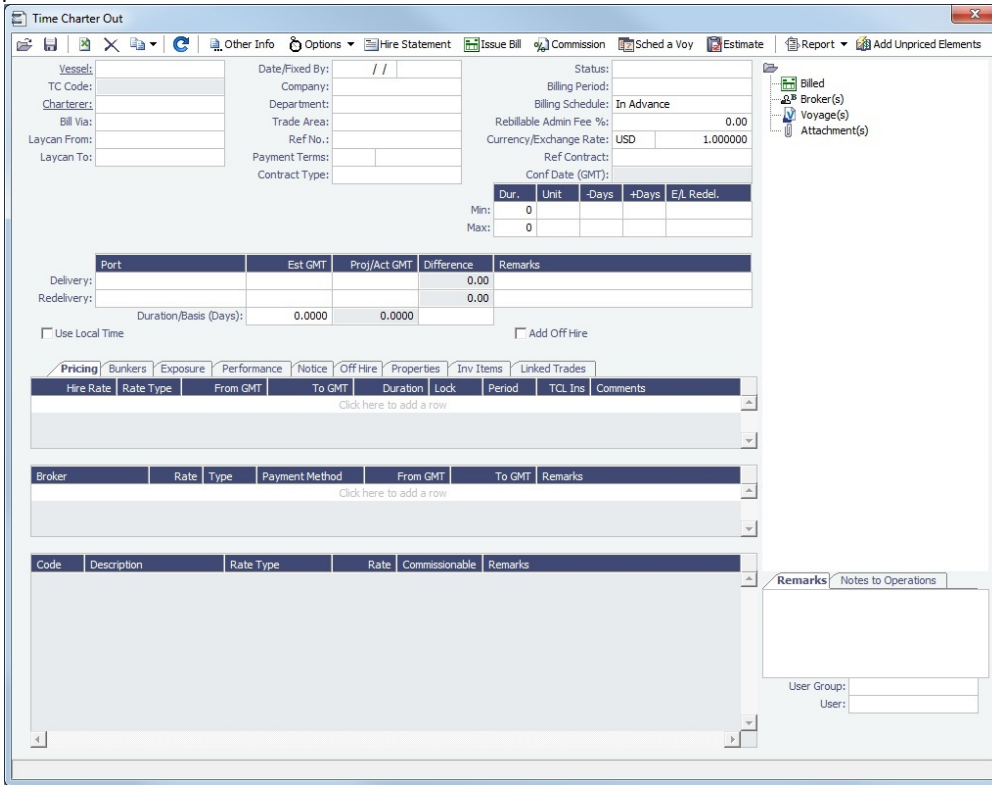 Time Charter Out
Other Info Options Hire Statement Issue Bill Commission Sched a Voy Estimate Report Add Unpriced Elements
Vessel: Date/Fixed By: / / Status:
TC Code: Company: Billing Period:
Charterer: Department: Billing Schedule: In Advance
Bill Via: Trade Area: Rebillable Admin Fee %: 0.00
Laycan From: Ref No.: Currency/Exchange Rate: USD 1.000000
Laycan To: Payment Terms: Ref Contract:
Contract Type: Conf Date (GMT):
Dur. Unit -Days +Days E/L Redel.
Min: 0
Max: 0
Billed
Broker(s)
Voyage(s)
Attachment(s)
Port Est GMT Proj/Act GMT Difference Remarks
Delivery: 0.00
Redelivery: 0.00
Duration/Basis (Days): 0.0000 0.0000
Use Local Time Add Off Hire
Pricing Bunkers Exposure Performance Notice Off Hire Properties Inv Items Linked Trades
Hire Rate Rate Type From GMT To GMT Duration Lock Period TCL Ins Comments
Click here to add a row
Broker Rate Type Payment Method From GMT To GMT Remarks
Click here to add a row
Code Description Rate Type Rate Commissionable Remarks
Remarks Notes to Operations
User Group:
User: